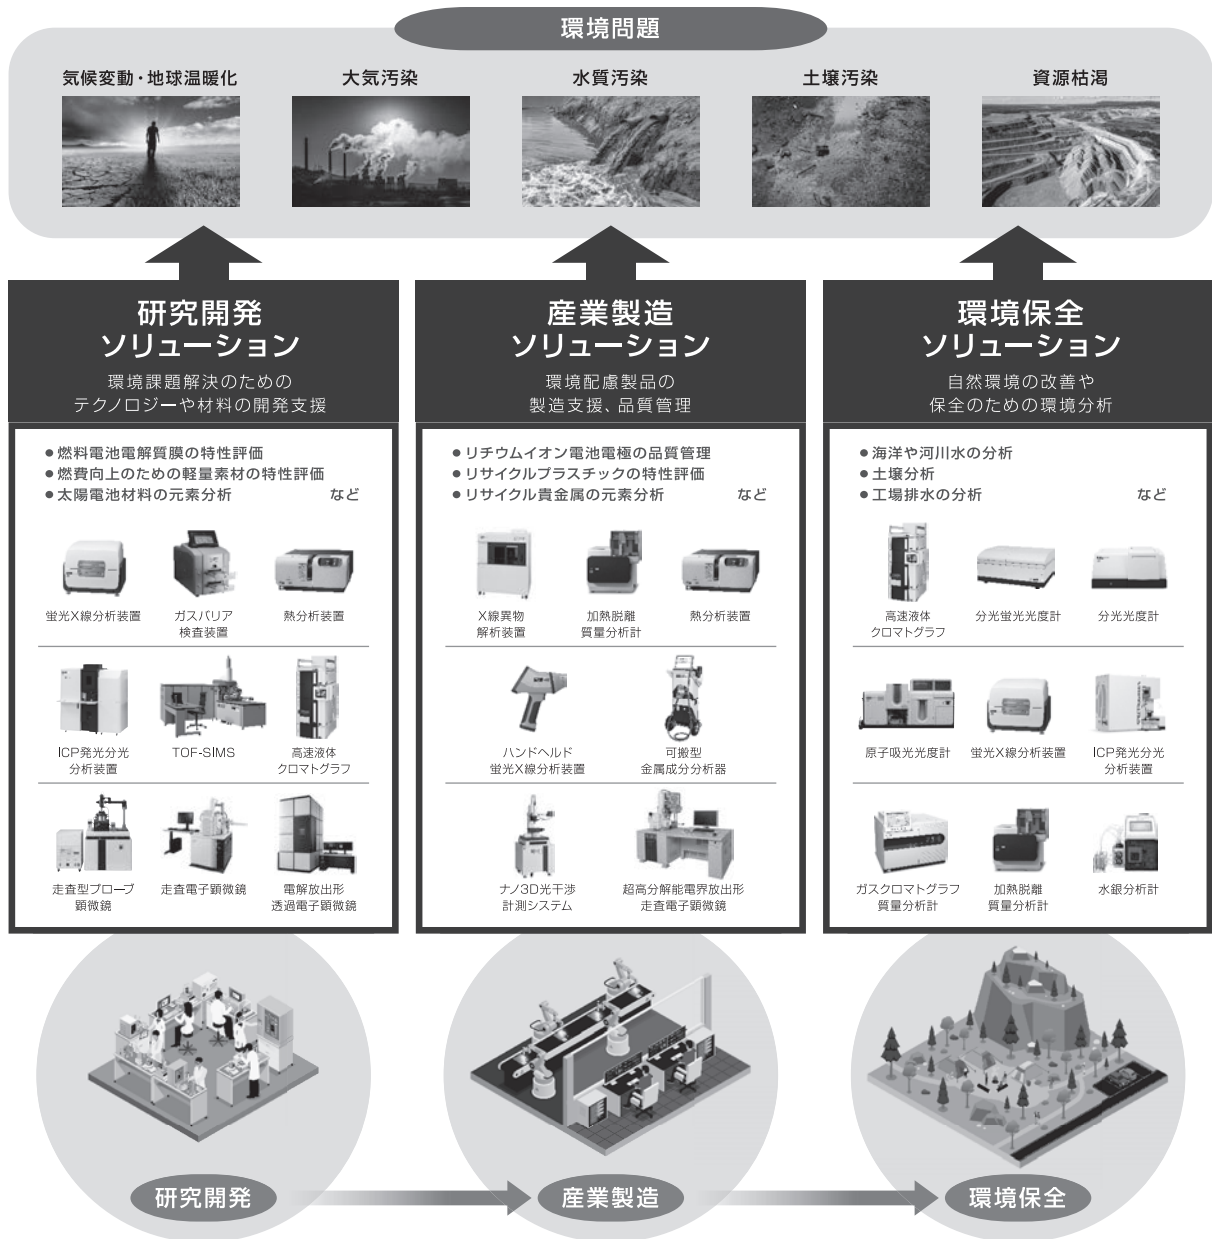 環境問題
気候変動・地球温暖化
大気汚染
水質汚染
土壌汚染
資源枯渇
研究開発
ソリューション
環境課題解決のための
テクノロジーや材料の開発支援
● 燃料電池電解質膜の特性評価
● 燃費向上のための軽量素材の特性評価
● 太陽電池材料の元素分析 など
蛍光X線分析装置
ガスバリア
検査装置
熱分析装置
ICP発光分光
分析装置
TOF-SIMS
高速液体
クロマトグラフ
走査型プローブ
顕微鏡
走査電子顕微鏡
電解放出形
透過電子顕微鏡
産業製造
ソリューション
環境配慮製品の
製造支援、品質管理
● リチウムイオン電池電極の品質管理
● リサイクルプラスチックの特性評価
● リサイクル貴金属の元素分析 など
X線異物
解析装置
加熱脱離
質量分析計
熱分析装置
ハンドヘルド
蛍光X線分析装置
可搬型
金属成分分析器
ナノ3D光干渉
計測システム
超高分解能電界放出形
走査電子顕微鏡
環境保全
ソリューション
自然環境の改善や
保全のための環境分析
● 海洋や河川水の分析
● 土壌分析
● 工場排水の分析 など
高速液体
クロマトグラフ
分光蛍光光度計
分光光度計
原子吸光光度計
蛍光X線分析装置
ICP発光分光
分析装置
ガスクロマトグラフ
質量分析計
加熱脱離
質量分析計
水銀分析計
研究開発
産業製造
環境保全